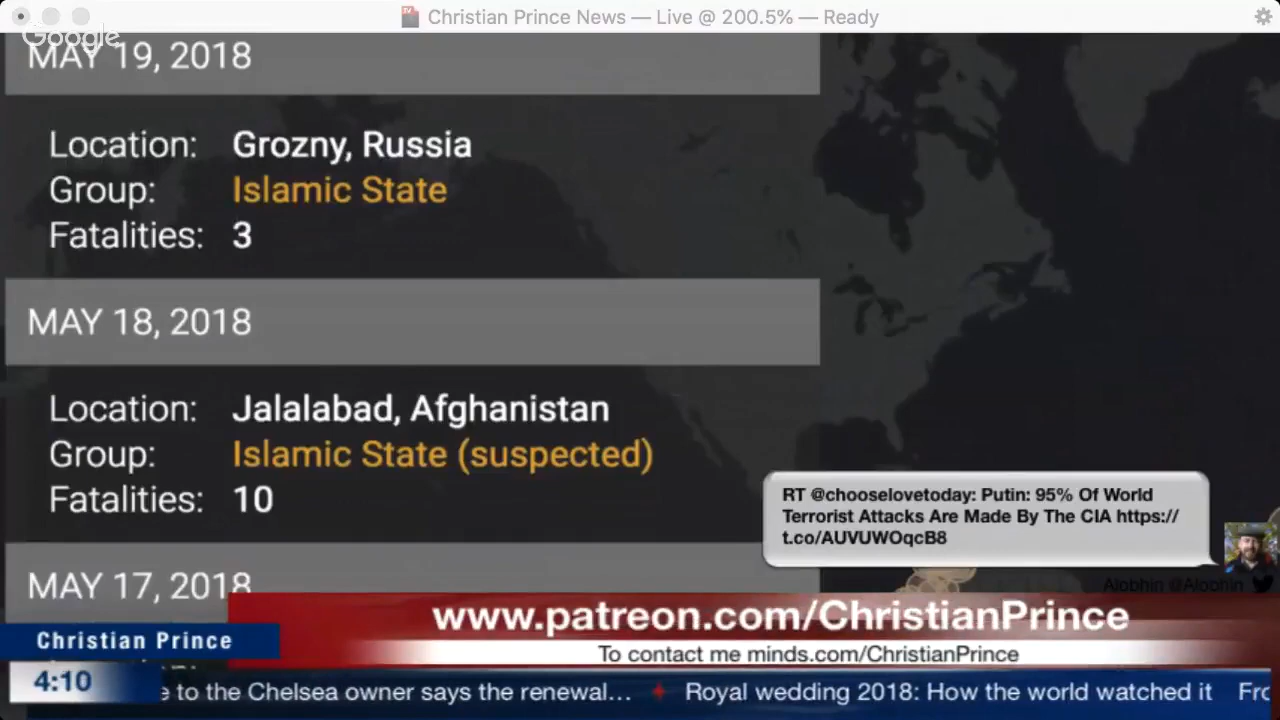 Christian Prince News — Live @ 200.5% — Ready
Google
MAY 19, 2018
Location: Grozny, Russia
Group: Islamic State
Fatalities: 3
MAY 18, 2018
Location: Jalalabad, Afghanistan
Group: Islamic State (suspected)
Fatalities: 10
RT @chooselovetoday: Putin: 95% Of World
Terrorist Attacks Are Made By The CIA https://
t.co/AUVUWOqcB8
Alophin @Alophin
MAY 17, 2018
www.patreon.com/ChristianPrince
Christian Prince
To contact me minds.com/ChristianPrince
4:10
e to the Chelsea owner says the renewal... Royal wedding 2018: How the world watched it Fro